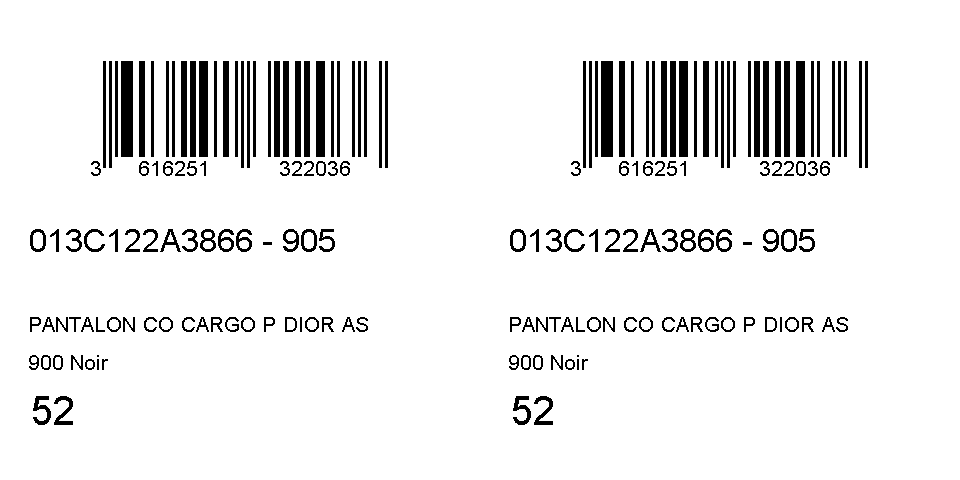 3 616251 322036
013C122A3866 - 905
PANTALON CO CARGO P DIOR AS
900 Noir
52
3 616251 322036
013C122A3866 - 905
PANTALON CO CARGO P DIOR AS
900 Noir
52